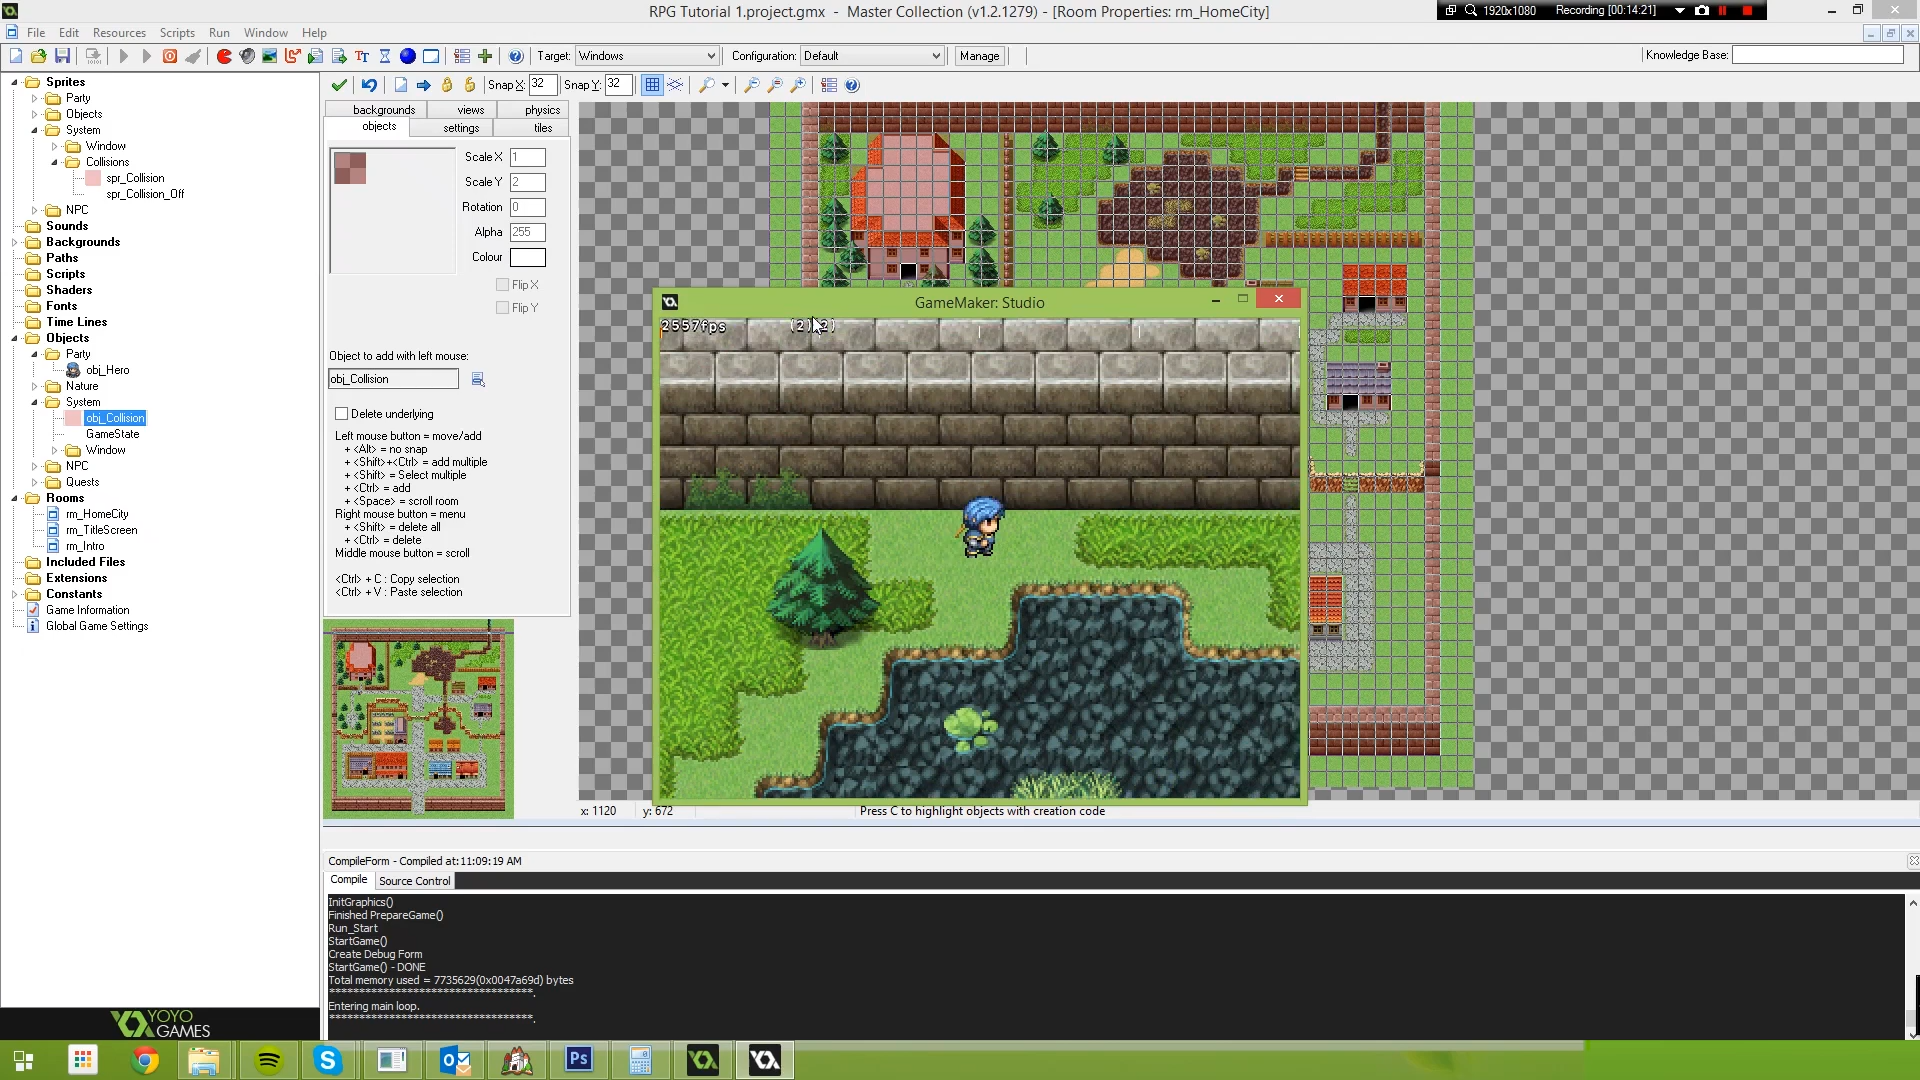 RPG Tutorial 1.project.gmx - Master Collection (v1.2.1279) - [Room Properties: rm_HomeCity]
1920x1080
Recording [00:14:21]
File Edit Resources Scripts Run Window Help
Target: Windows
Configuration: Default
Manage
Knowledge Base:
Snap X: 32
Snap Y: 32
Sprites
Party
Objects
System
Window
Collisions
spr_Collision
spr_Collision_Off
NPC
Sounds
Backgrounds
Paths
Scripts
Shaders
Fonts
Time Lines
Objects
Party
obj_Hero
Nature
System
obj_Collision
GameState
Window
NPC
Quests
Rooms
rm_HomeCity
rm_TitleScreen
rm_Intro
Included Files
Extensions
Constants
Game Information
Global Game Settings
YOYO
GAMES
backgrounds views physics
objects settings tiles
Scale X 1
Scale Y 2
Rotation 0
Alpha 255
Colour
Flip X
Flip Y
Object to add with left mouse:
obj_Collision
Delete underlying
Left mouse button = move/add
+ <Alt> = no snap
+ <Shift>+<Ctrl> = add multiple
+ <Shift> = Select multiple
+ <Ctrl> = add
+ <Space> = scroll room
Right mouse button = menu
+ <Shift> = delete all
+ <Ctrl> = delete
Middle mouse button = scroll
<Ctrl> + C : Copy selection
<Ctrl> + V : Paste selection
GameMaker: Studio
2557fps
x: 1120
y: 672
Press C to highlight objects with creation code
CompileForm - Compiled at:11:09:19 AM
Compile
Source Control
InitGraphics()
Finished PrepareGame()
Run_Start
StartGame()
Create Debug Form
StartGame() - DONE
Total memory used = 7735629(0x0047a69d) bytes
Entering main loop.
Ps